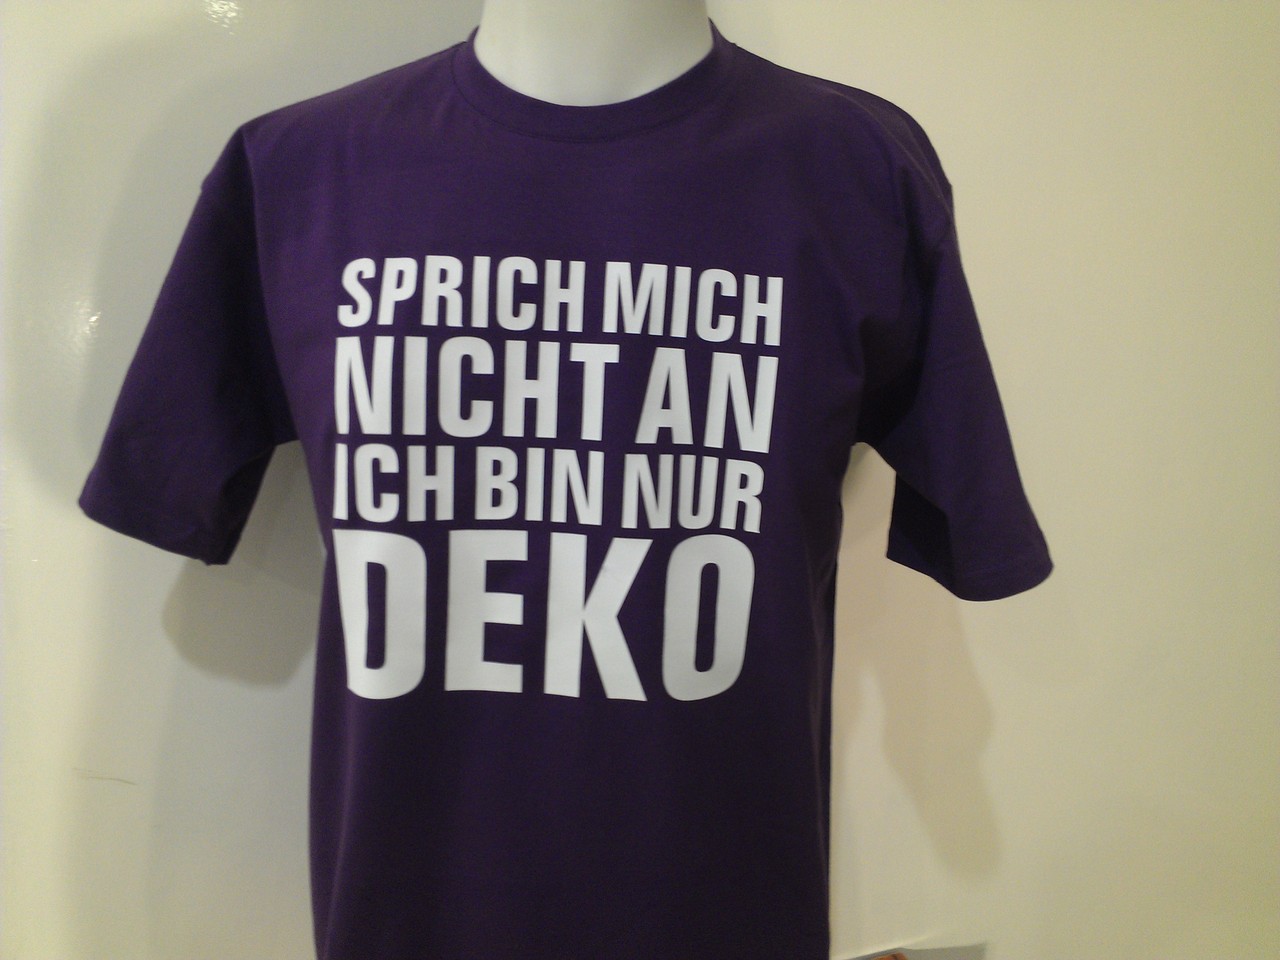 SPRICH MICH
NICHT AN
ICH BIN NUR
DEKO